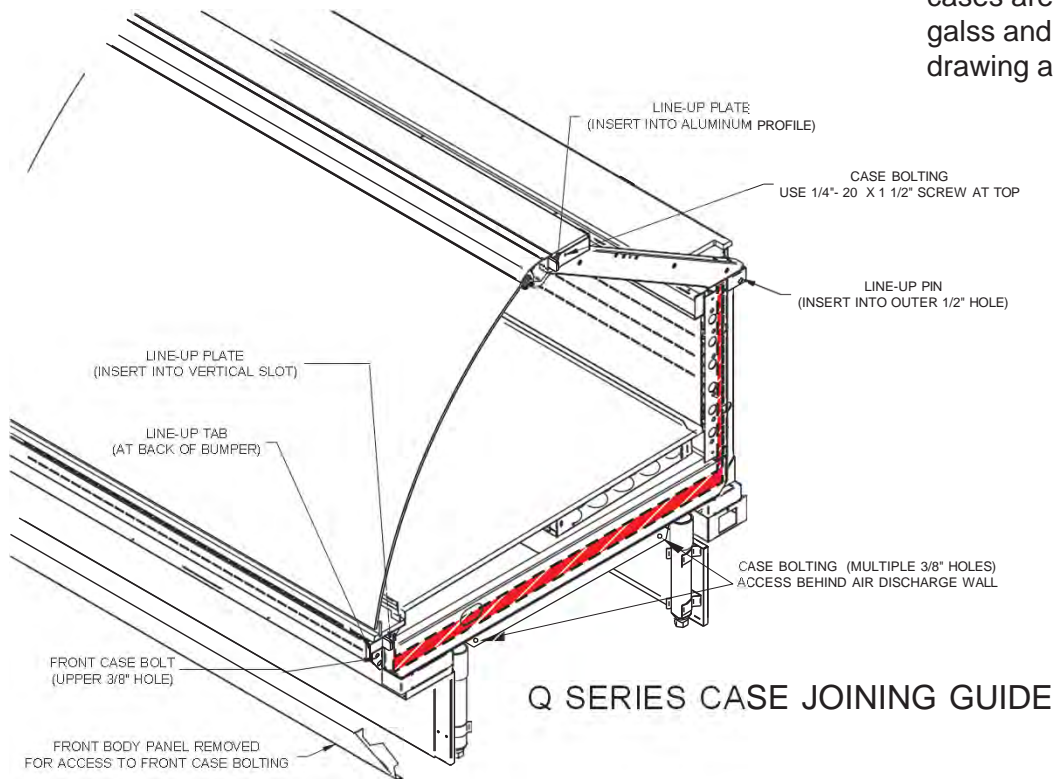 cases are
galss and
drawing a
LINE-UP PLATE
(INSERT INTO ALUMINUM PROFILE)
CASE BOLTING
USE 1/4"- 20 X 1 1/2" SCREW AT TOP
LINE-UP PIN
(INSERT INTO OUTER 1/2" HOLE)
LINE-UP PLATE
(INSERT INTO VERTICAL SLOT)
LINE-UP TAB
(AT BACK OF BUMPER)
CASE BOLTING (MULTIPLE 3/8" HOLES)
ACCESS BEHIND AIR DISCHARGE WALL
FRONT CASE BOLT
(UPPER 3/8" HOLE)
Q SERIES CASE JOINING GUIDE
FRONT BODY PANEL REMOVED
FOR ACCESS TO FRONT CASE BOLTING